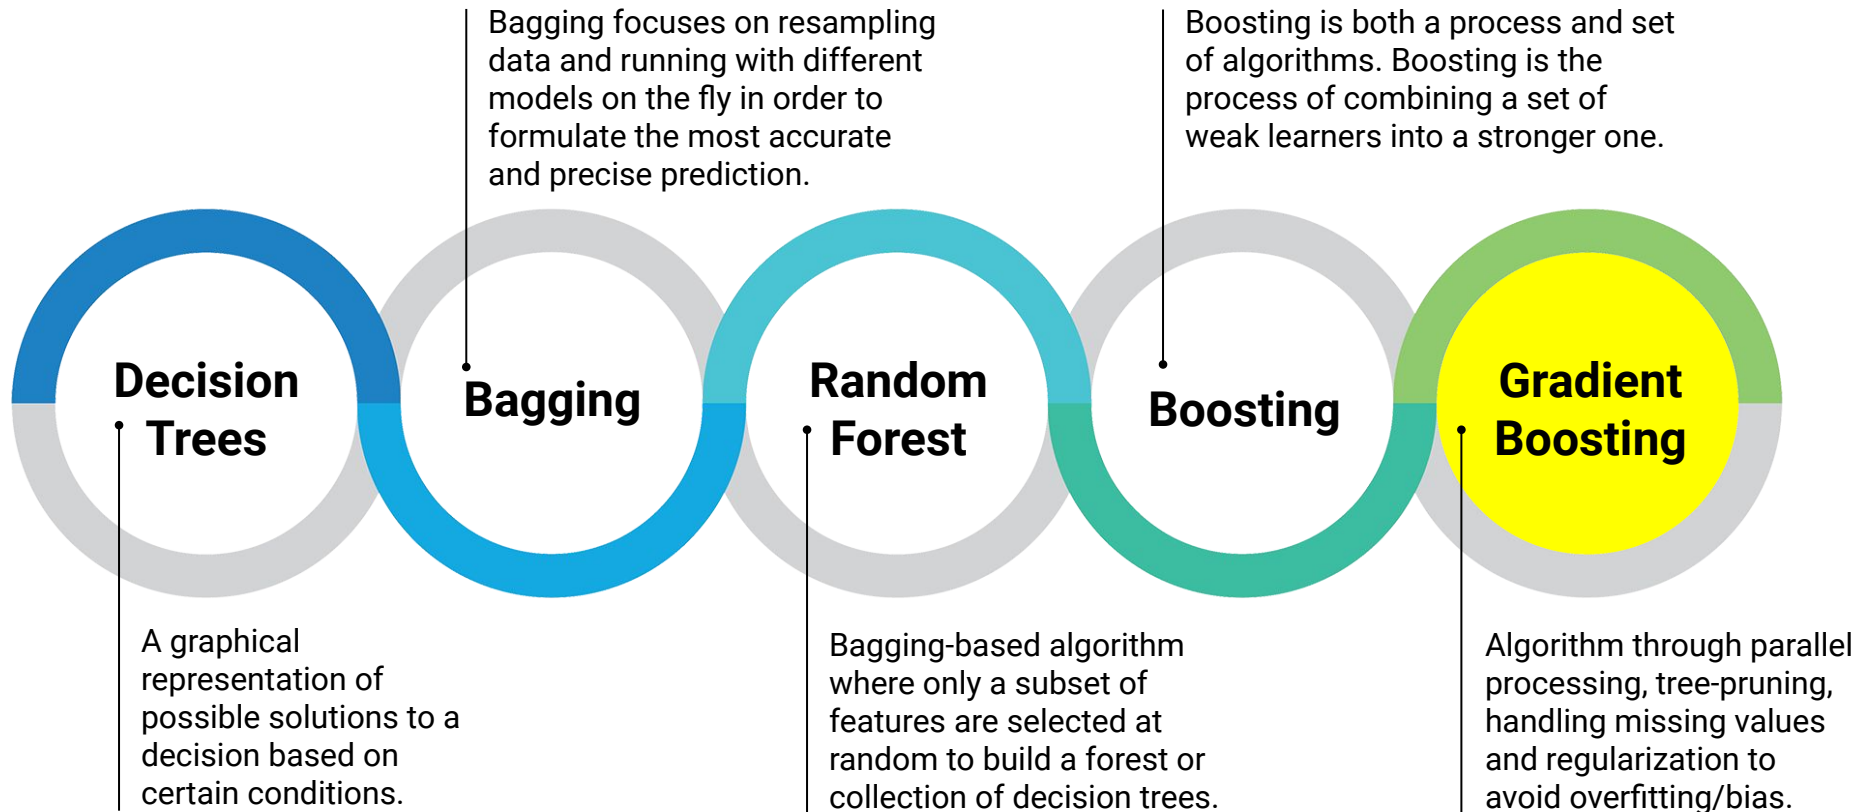 Bagging focuses on resampling
data and running with different
models on the fly in order to
formulate the most accurate
and precise prediction.
Boosting is both a process and set
of algorithms. Boosting is the
process of combining a set of
weak learners into a stronger one.
Decision
Trees
Bagging
Random
Forest
Boosting
Gradient
Boosting
A graphical
representation of
possible solutions to a
decision based on
certain conditions.
Bagging-based algorithm
where only a subset of
features are selected at
random to build a forest or
collection of decision trees.
Algorithm through parallel
processing, tree-pruning,
handling missing values
and regularization to
avoid overfitting/bias.